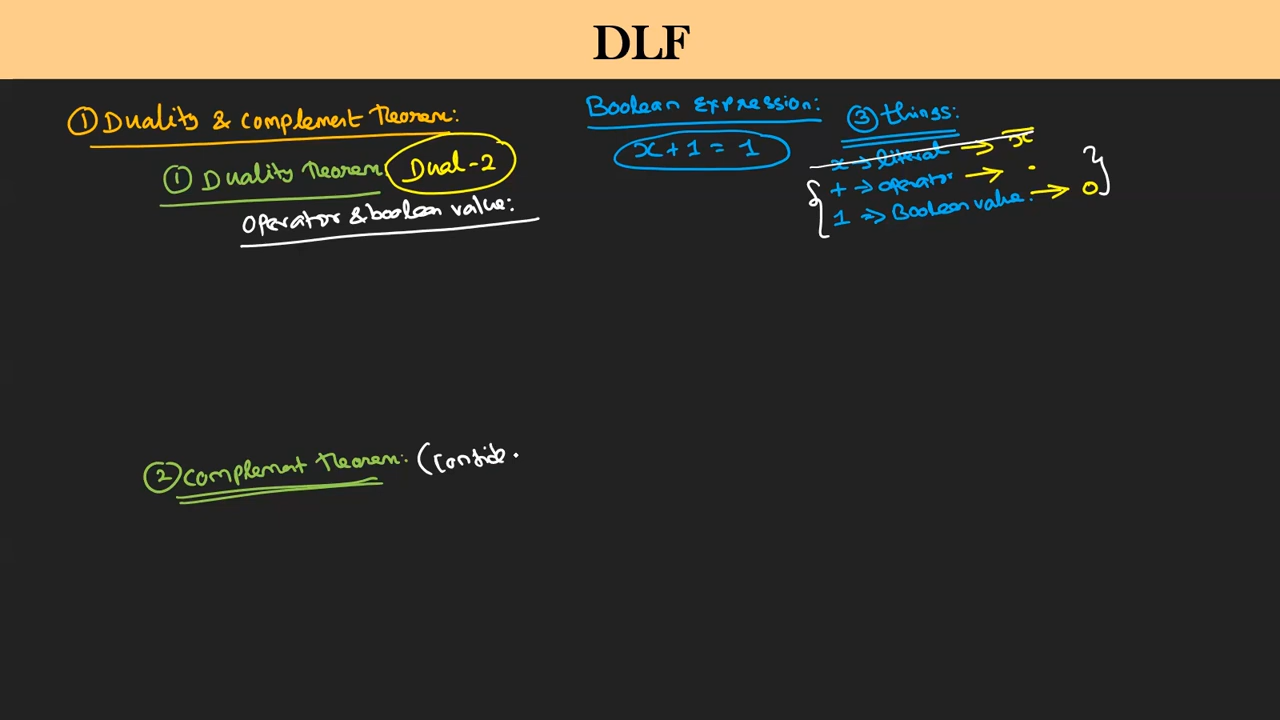 DLF
① Duality & complement Theorem:
① Duality Theorem Dual-2
operator & boolean value:
Boolean Expression:
x + 1 = 1
③ things:
x → literal → x̅
+ → operator → .
1 ⇒ Boolean value. → 0
② complement Theorem: (conside.